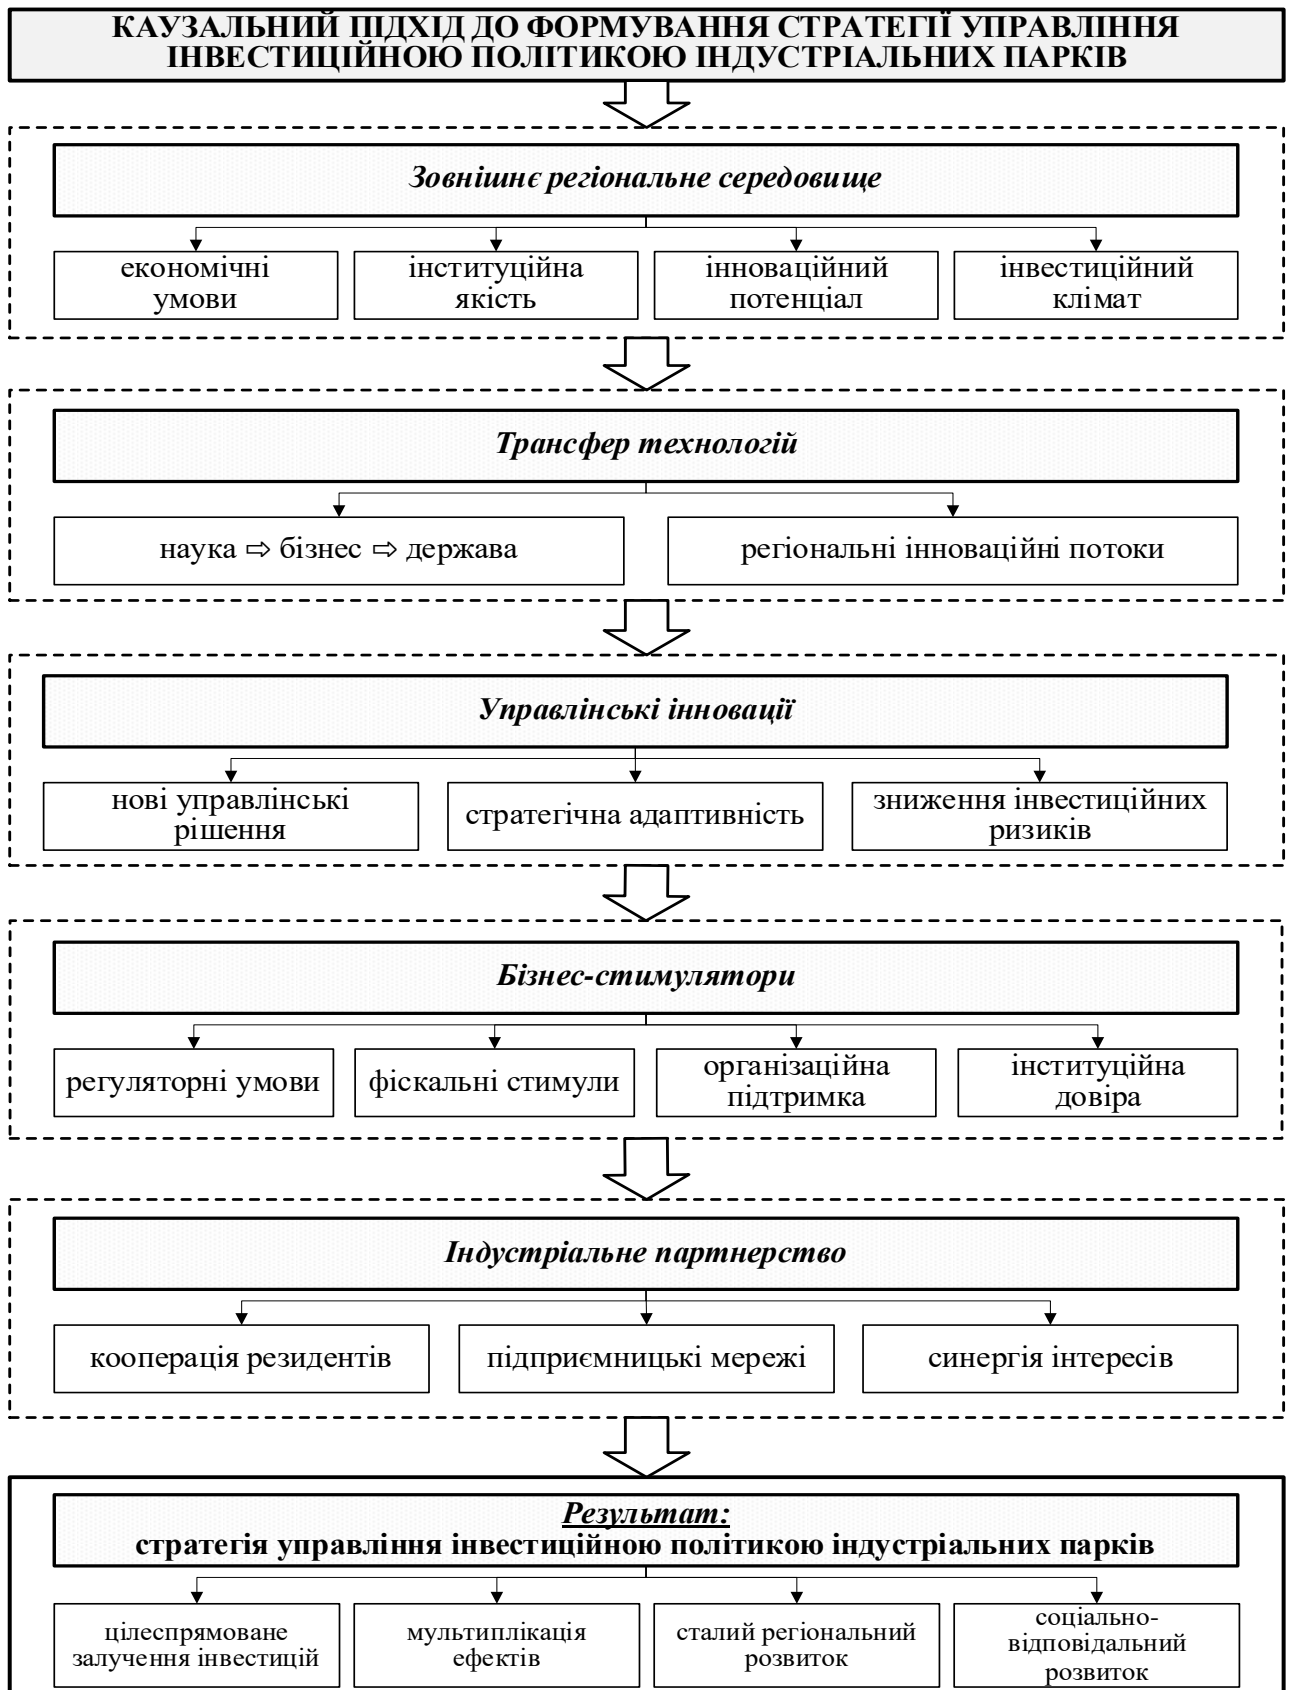 КАУЗАЛЬНИЙ ПІДХІД ДО ФОРМУВАННЯ СТРАТЕГІЇ УПРАВЛІННЯ
ІНВЕСТИЦІЙНОЮ ПОЛІТИКОЮ ІНДУСТРІАЛЬНИХ ПАРКІВ
Зовнішнє регіональне середовище
економічні
умови
інституційна
якість
інноваційний
потенціал
інвестиційний
клімат
Трансфер технологій
наука ⇨ бізнес ⇨ держава
регіональні інноваційні потоки
Управлінські інновації
нові управлінські
рішення
стратегічна адаптивність
зниження інвестиційних
ризиків
Бізнес-стимулятори
регуляторні умови
фіскальні стимули
організаційна
підтримка
інституційна
довіра
Індустріальне партнерство
кооперація резидентів
підприємницькі мережі
синергія інтересів
Результат:
стратегія управління інвестиційною політикою індустріальних парків
цілеспрямоване
залучення інвестицій
мультиплікація
ефектів
сталий регіональний
розвиток
соціально-
відповідальний
розвиток